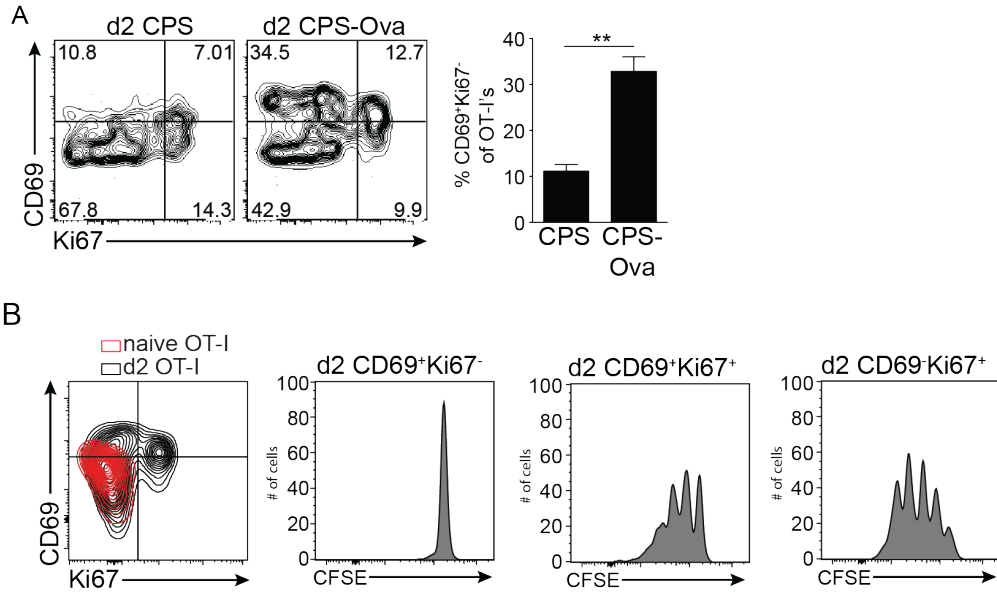 A
d2 CPS
d2 CPS-Ova
10.8
7.01
34.5
12.7
67.8
14.3
42.9
9.9
CD69
Ki67
% CD69⁺Ki67⁻
of OT-I's
40
30
20
10
0
**
CPS
CPS-
Ova
B
naive OT-I
d2 OT-I
CD69
Ki67
d2 CD69⁺Ki67⁻
100
80
60
40
20
0
# of cells
CFSE
d2 CD69⁺Ki67⁺
100
80
60
40
20
0
# of cells
CFSE
d2 CD69⁻Ki67⁺
100
80
60
40
20
0
# of cells
CFSE